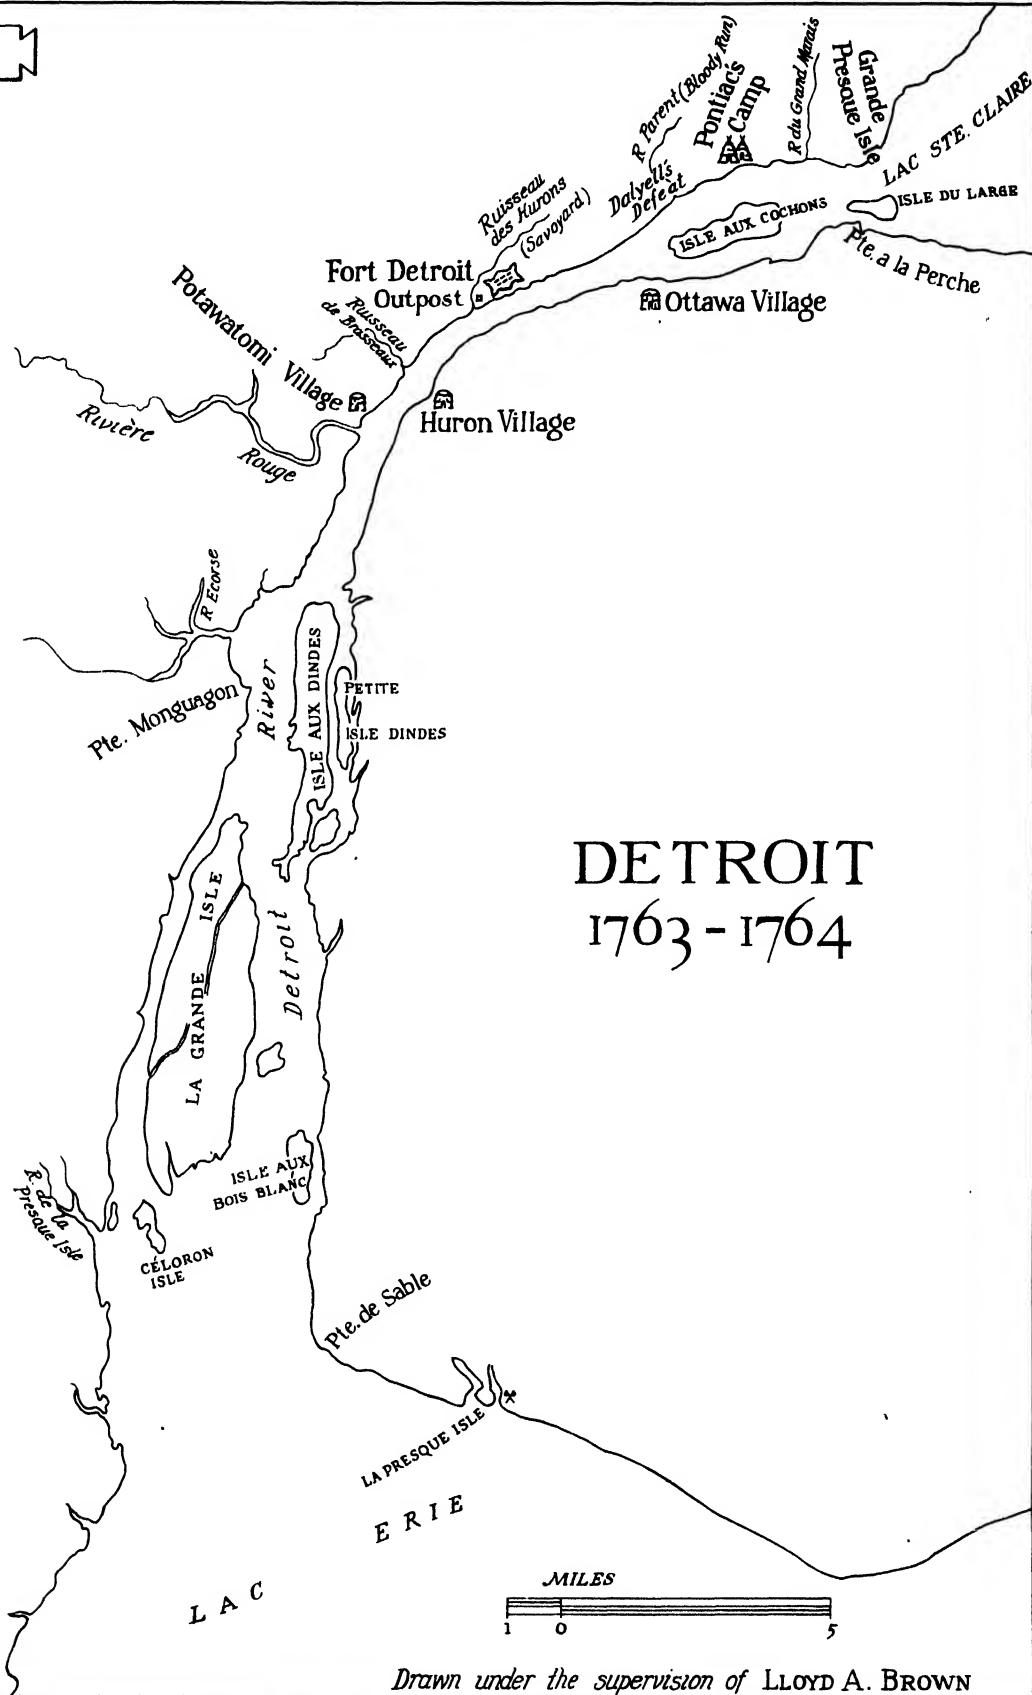 R Parent (Bloody Run)
Pontiac's
Camp
R du Grand Marais
Grande
Presque Isle
LAC STE. CLAIRE
Ruisseau
des Hurons
(Savoyard)
Dalyell's
Defeat
ISLE AUX COCHONS
ISLE DU LARGE
Pte. a la Perche
Fort Detroit
Outpost
Ottawa Village
Ruisseau
de Brasseaux
Potawatomi Village
Huron Village
Rivière
Rouge
R Ecorse
Pte. Monguagon
River
ISLE AUX DINDES
PETITE
ISLE DINDES
DETROIT
1763-1764
LA GRANDE ISLE
Detroit
ISLE AUX
BOIS BLANC
R. de la
Presque Isle
CÉLORON
ISLE
Pte. de Sable
LA PRESQUE ISLE
LAC ERIE
MILES
1 0 5
Drawn under the supervision of LLOYD A. BROWN